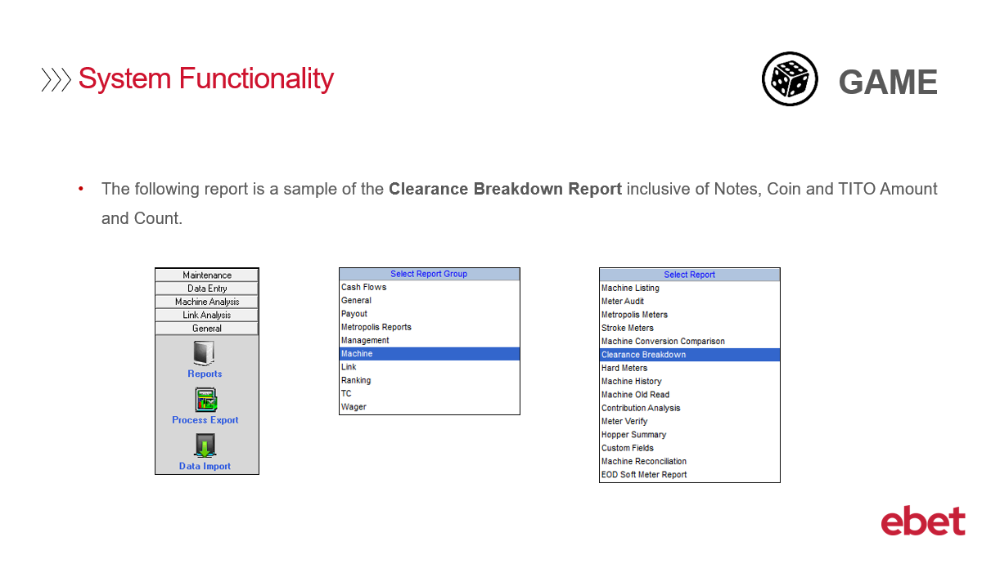 System Functionality
GAME
• The following report is a sample of the Clearance Breakdown Report inclusive of Notes, Coin and TITO Amount
and Count.
Maintenance
Data Entry
Machine Analysis
Link Analysis
General
Reports
Process Export
Data Import
Select Report Group
Cash Flows
General
Payout
Metropolis Reports
Management
Machine
Link
Ranking
TC
Wager
Select Report
Machine Listing
Meter Audit
Metropolis Meters
Stroke Meters
Machine Conversion Comparison
Clearance Breakdown
Hard Meters
Machine History
Machine Old Read
Contribution Analysis
Meter Verify
Hopper Summary
Custom Fields
Machine Reconciliation
EOD Soft Meter Report
ebet